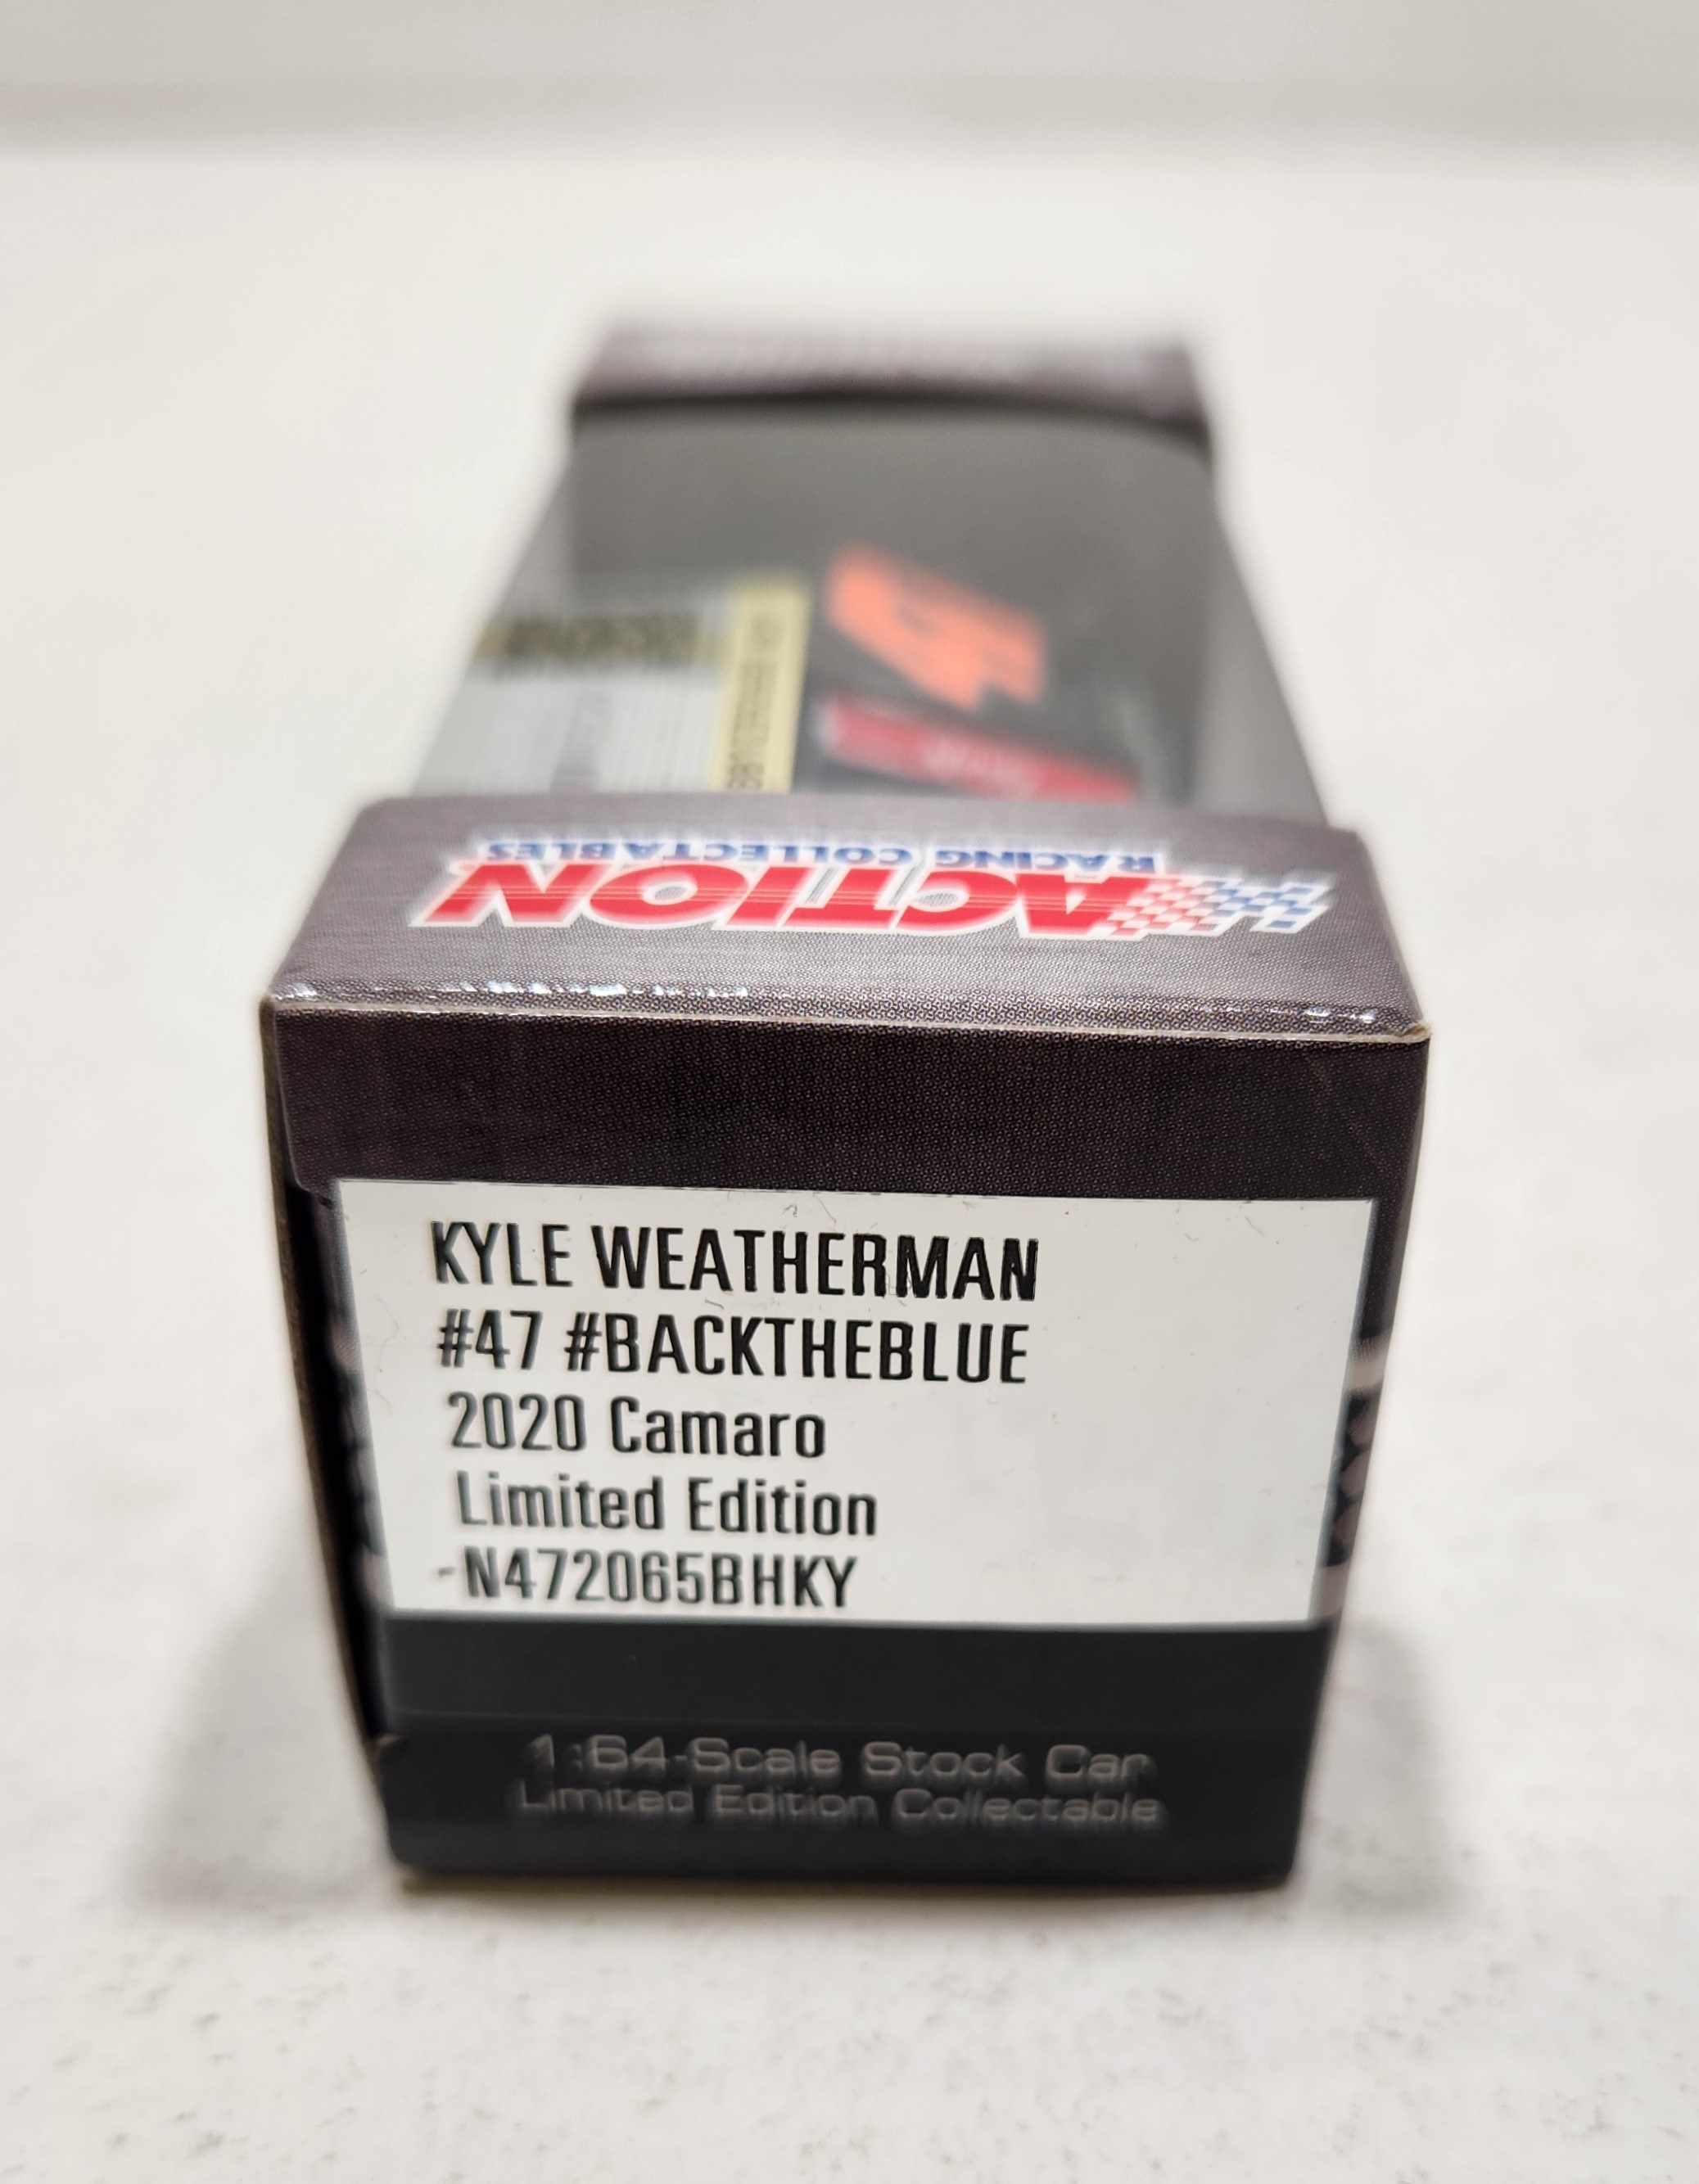 RACING COLLECTABLES
ACTION
KYLE WEATHERMAN
#47 #BACKTHEBLUE
2020 Camaro
Limited Edition
-N472065BHKY
1:64-Scale Stock Car
Limited Edition Collectable